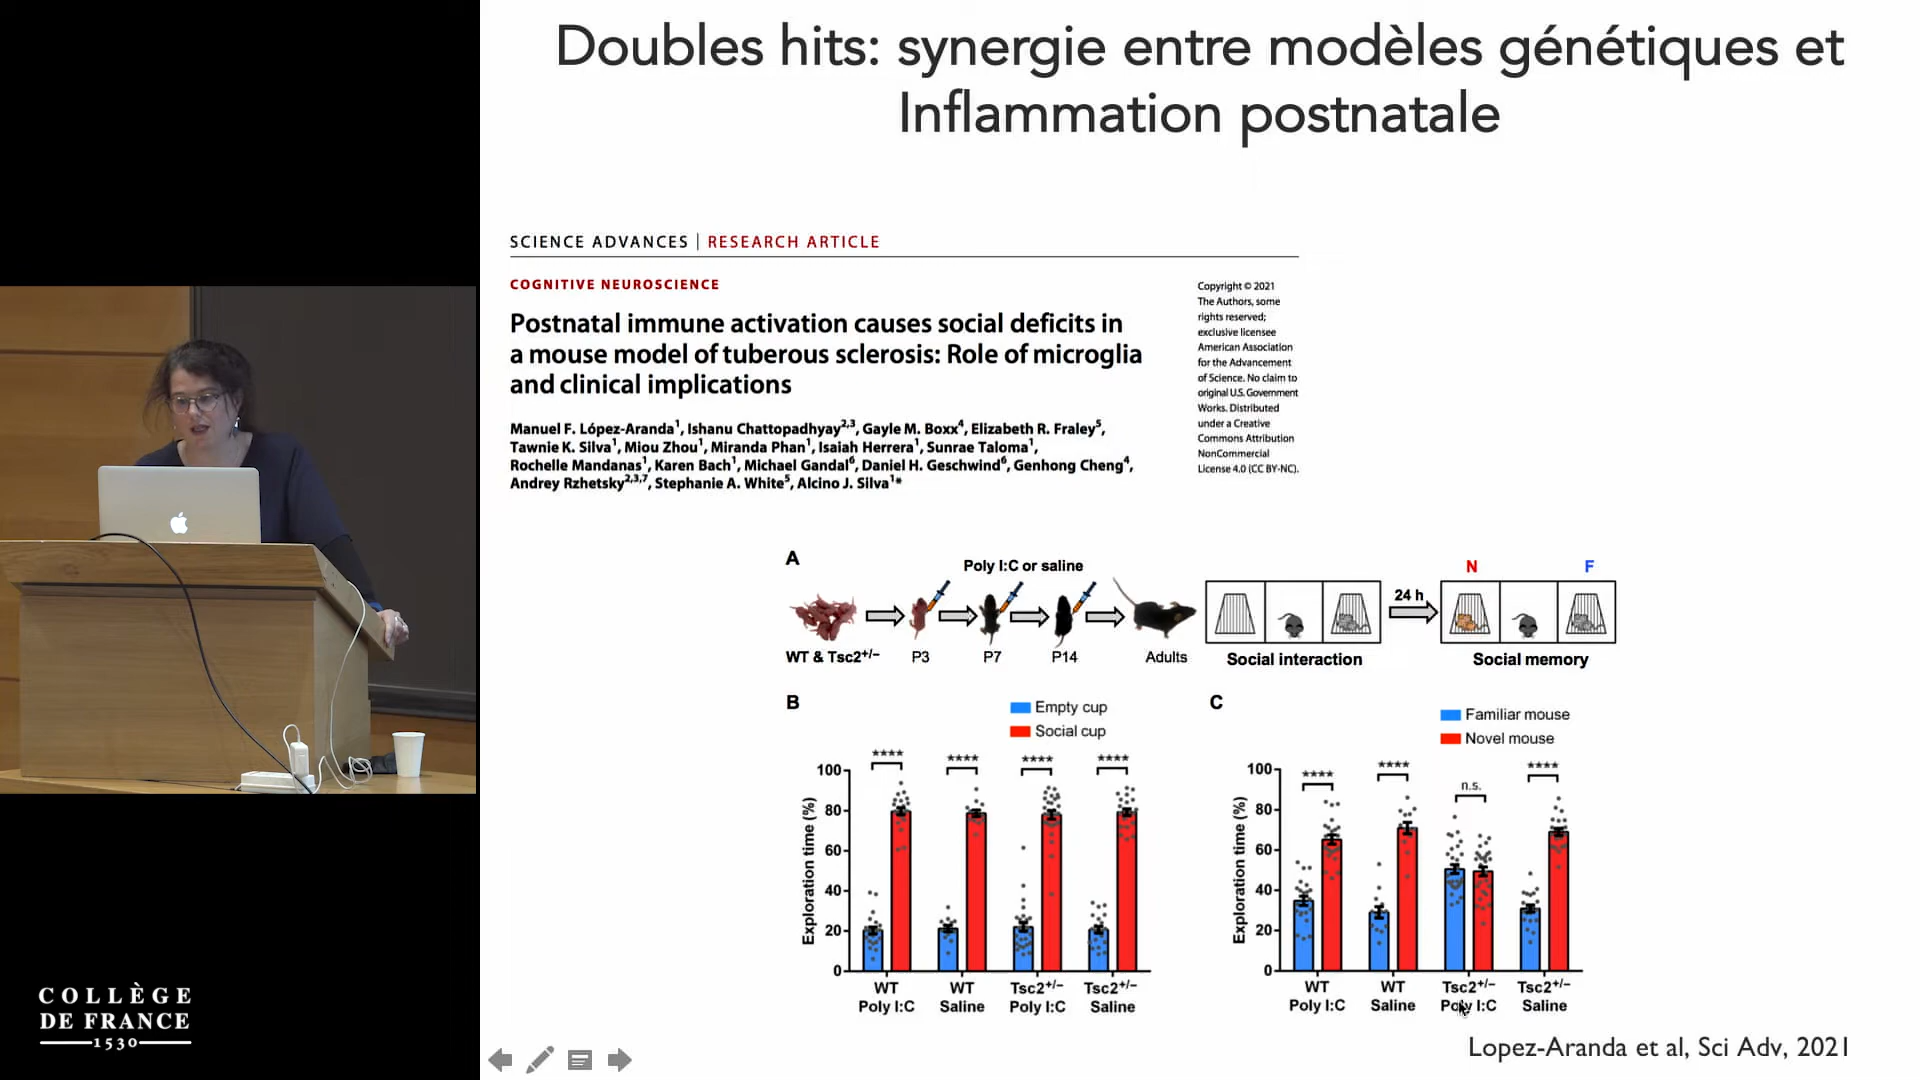 Doubles hits: synergie entre modèles génétiques et
Inflammation postnatale
SCIENCE ADVANCES | RESEARCH ARTICLE
COGNITIVE NEUROSCIENCE
Postnatal immune activation causes social deficits in
a mouse model of tuberous sclerosis: Role of microglia
and clinical implications
Manuel F. López-Aranda1, Ishanu Chattopadhyay2,3, Gayle M. Boxx4, Elizabeth R. Fraley5,
Tawnie K. Silva1, Miou Zhou1, Miranda Phan1, Isaiah Herrera1, Sunrae Taloma1,
Rochelle Mandanas1, Karen Bach1, Michael Gandal6, Daniel H. Geschwind6, Genhong Cheng4,
Andrey Rzhetsky2,3,7, Stephanie A. White5, Alcino J. Silva1*
Copyright © 2021
The Authors, some
rights reserved;
exclusive licensee
American Association
for the Advancement
of Science. No claim to
original U.S. Government
Works. Distributed
under a Creative
Commons Attribution
NonCommercial
License 4.0 (CC BY-NC).
A
Poly I:C or saline
N F
24 h
WT & Tsc2+/− P3 P7 P14 Adults Social interaction Social memory
B
Empty cup
Social cup
**** **** **** ****
Exploration time (%)
100
80
60
40
20
0
WT Poly I:C
WT Saline
Tsc2+/− Poly I:C
Tsc2+/− Saline
C
Familiar mouse
Novel mouse
**** **** n.s. ****
Exploration time (%)
100
80
60
40
20
0
WT Poly I:C
WT Saline
Tsc2+/− Poly I:C
Tsc2+/− Saline
Lopez-Aranda et al, Sci Adv, 2021
COLLÈGE
DE FRANCE
1530